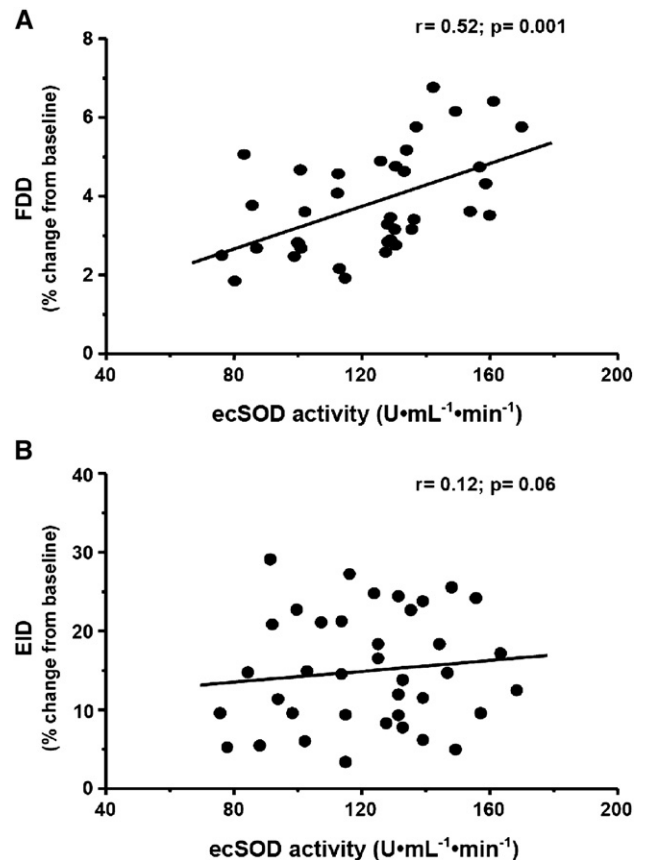 A
r= 0.52; p= 0.001
FDD
(% change from baseline)
8
6
4
2
0
40 80 120 160 200
ecSOD activity (U•mL⁻¹•min⁻¹)
B
r= 0.12; p= 0.06
EID
(% change from baseline)
40
30
20
10
0
40 80 120 160 200
ecSOD activity (U•mL⁻¹•min⁻¹)